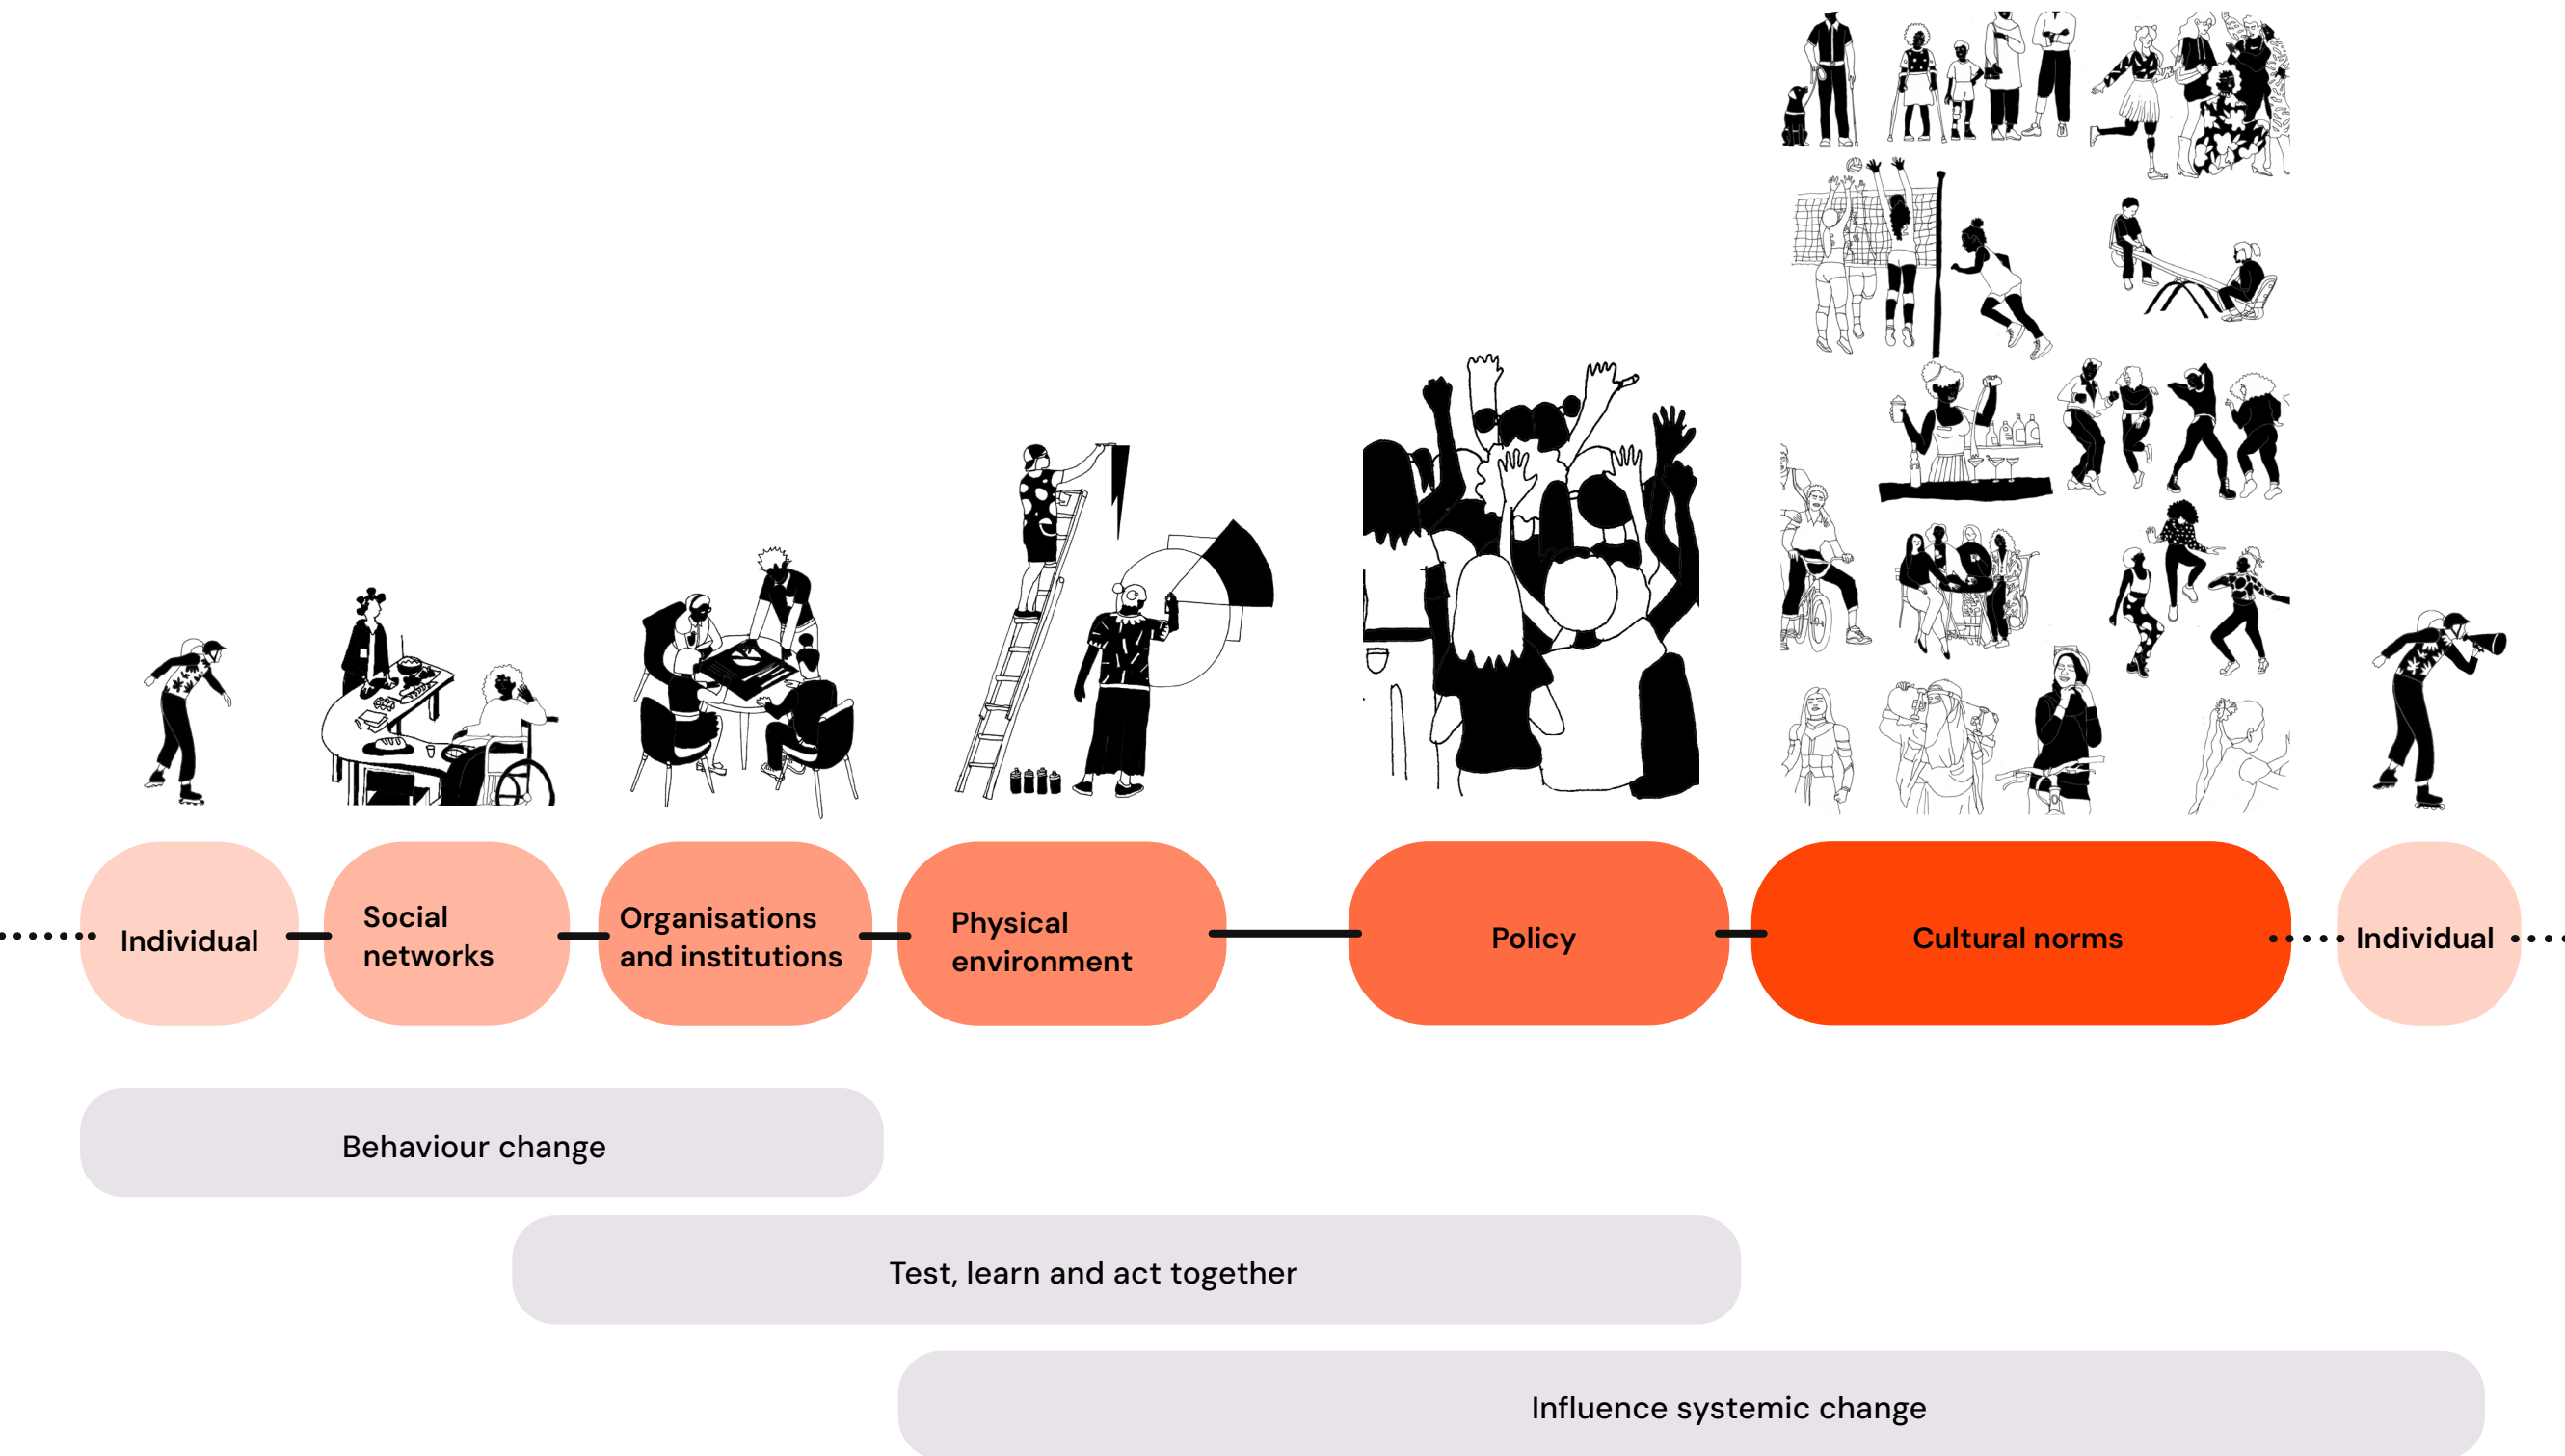 Individual
Social
networks
Organisations
and institutions
Physical
environment
Policy
Cultural norms
Individual
Behaviour change
Test, learn and act together
Influence systemic change